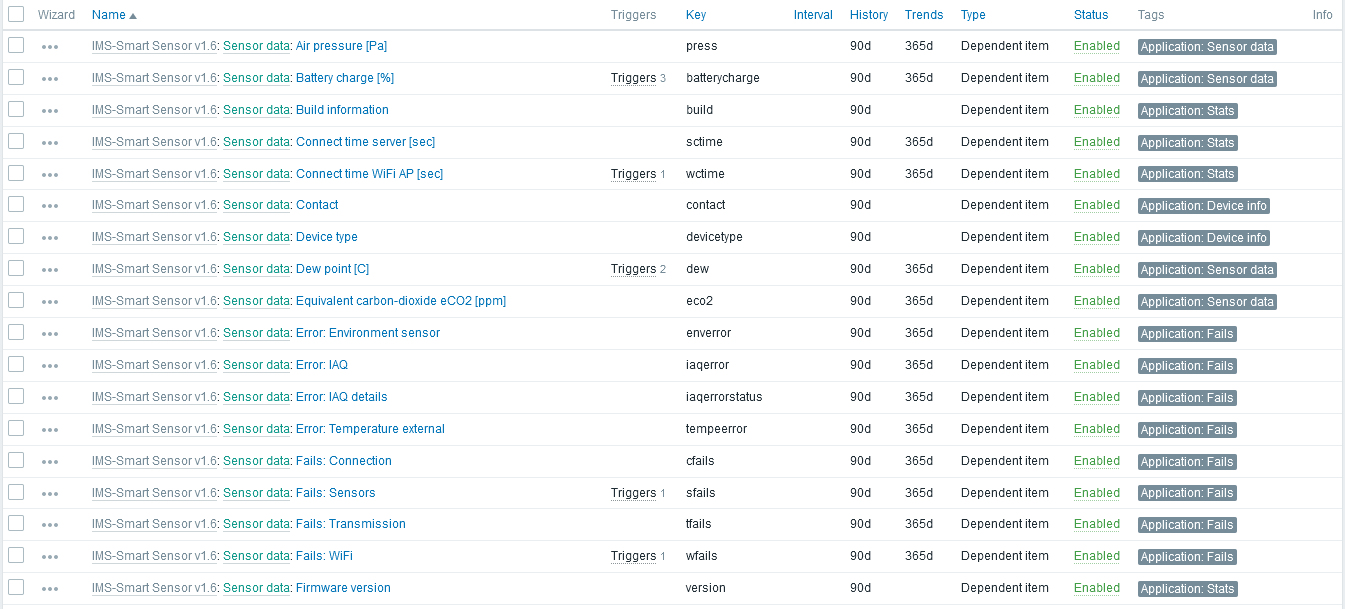 Wizard Name ▲ Triggers Key Interval History Trends Type Status Tags Info
IMS-Smart Sensor v1.6: Sensor data: Air pressure [Pa] press 90d 365d Dependent item Enabled Application: Sensor data
IMS-Smart Sensor v1.6: Sensor data: Battery charge [%] Triggers 3 batterycharge 90d 365d Dependent item Enabled Application: Sensor data
IMS-Smart Sensor v1.6: Sensor data: Build information build 90d Dependent item Enabled Application: Stats
IMS-Smart Sensor v1.6: Sensor data: Connect time server [sec] sctime 90d 365d Dependent item Enabled Application: Stats
IMS-Smart Sensor v1.6: Sensor data: Connect time WiFi AP [sec] Triggers 1 wctime 90d 365d Dependent item Enabled Application: Stats
IMS-Smart Sensor v1.6: Sensor data: Contact contact 90d Dependent item Enabled Application: Device info
IMS-Smart Sensor v1.6: Sensor data: Device type devicetype 90d Dependent item Enabled Application: Device info
IMS-Smart Sensor v1.6: Sensor data: Dew point [C] Triggers 2 dew 90d 365d Dependent item Enabled Application: Sensor data
IMS-Smart Sensor v1.6: Sensor data: Equivalent carbon-dioxide eCO2 [ppm] eco2 90d 365d Dependent item Enabled Application: Sensor data
IMS-Smart Sensor v1.6: Sensor data: Error: Environment sensor enverror 90d 365d Dependent item Enabled Application: Fails
IMS-Smart Sensor v1.6: Sensor data: Error: IAQ iaqerror 90d 365d Dependent item Enabled Application: Fails
IMS-Smart Sensor v1.6: Sensor data: Error: IAQ details iaqerrorstatus 90d 365d Dependent item Enabled Application: Fails
IMS-Smart Sensor v1.6: Sensor data: Error: Temperature external tempeerror 90d 365d Dependent item Enabled Application: Fails
IMS-Smart Sensor v1.6: Sensor data: Fails: Connection cfails 90d 365d Dependent item Enabled Application: Fails
IMS-Smart Sensor v1.6: Sensor data: Fails: Sensors Triggers 1 sfails 90d 365d Dependent item Enabled Application: Fails
IMS-Smart Sensor v1.6: Sensor data: Fails: Transmission tfails 90d 365d Dependent item Enabled Application: Fails
IMS-Smart Sensor v1.6: Sensor data: Fails: WiFi Triggers 1 wfails 90d 365d Dependent item Enabled Application: Fails
IMS-Smart Sensor v1.6: Sensor data: Firmware version version 90d Dependent item Enabled Application: Stats